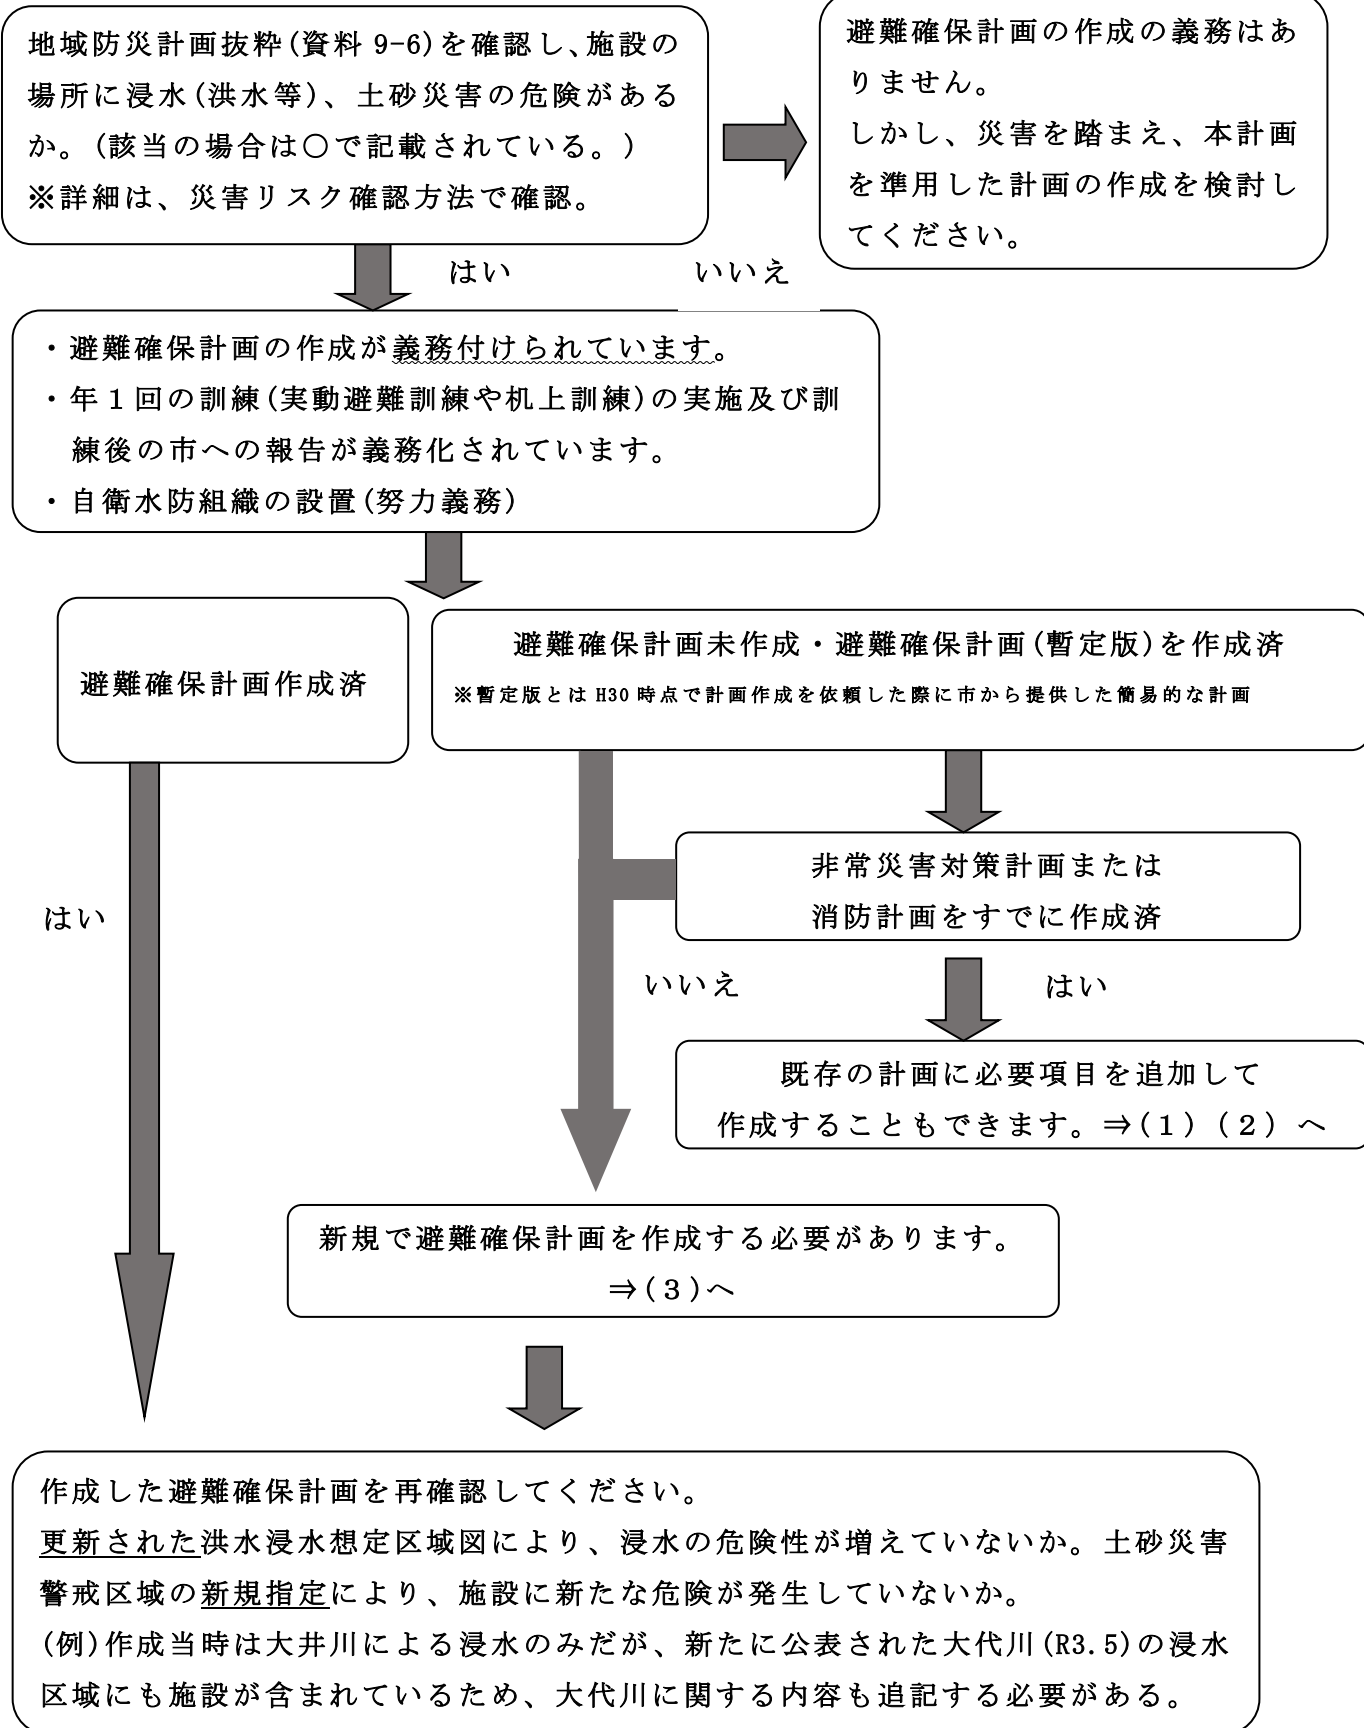 地域防災計画抜粋(資料 9-6)を確認し、施設の
場所に浸水(洪水等)、土砂災害の危険がある
か。(該当の場合は〇で記載されている。)
※詳細は、災害リスク確認方法で確認。
避難確保計画の作成の義務はあ
りません。
しかし、災害を踏まえ、本計画
を準用した計画の作成を検討し
てください。
はい
いいえ
・避難確保計画の作成が義務付けられています。
・年1回の訓練(実動避難訓練や机上訓練)の実施及び訓
練後の市への報告が義務化されています。
・自衛水防組織の設置(努力義務)
避難確保計画作成済
避難確保計画未作成・避難確保計画(暫定版)を作成済
※暫定版とは H30 時点で計画作成を依頼した際に市から提供した簡易的な計画
非常災害対策計画または
消防計画をすでに作成済
はい
いいえ
はい
既存の計画に必要項目を追加して
作成することもできます。⇒(1)(2)へ
新規で避難確保計画を作成する必要があります。
⇒(3)へ
作成した避難確保計画を再確認してください。
更新された洪水浸水想定区域図により、浸水の危険性が増えていないか。土砂災害
警戒区域の新規指定により、施設に新たな危険が発生していないか。
(例)作成当時は大井川による浸水のみだが、新たに公表された大代川(R3.5)の浸水
区域にも施設が含まれているため、大代川に関する内容も追記する必要がある。